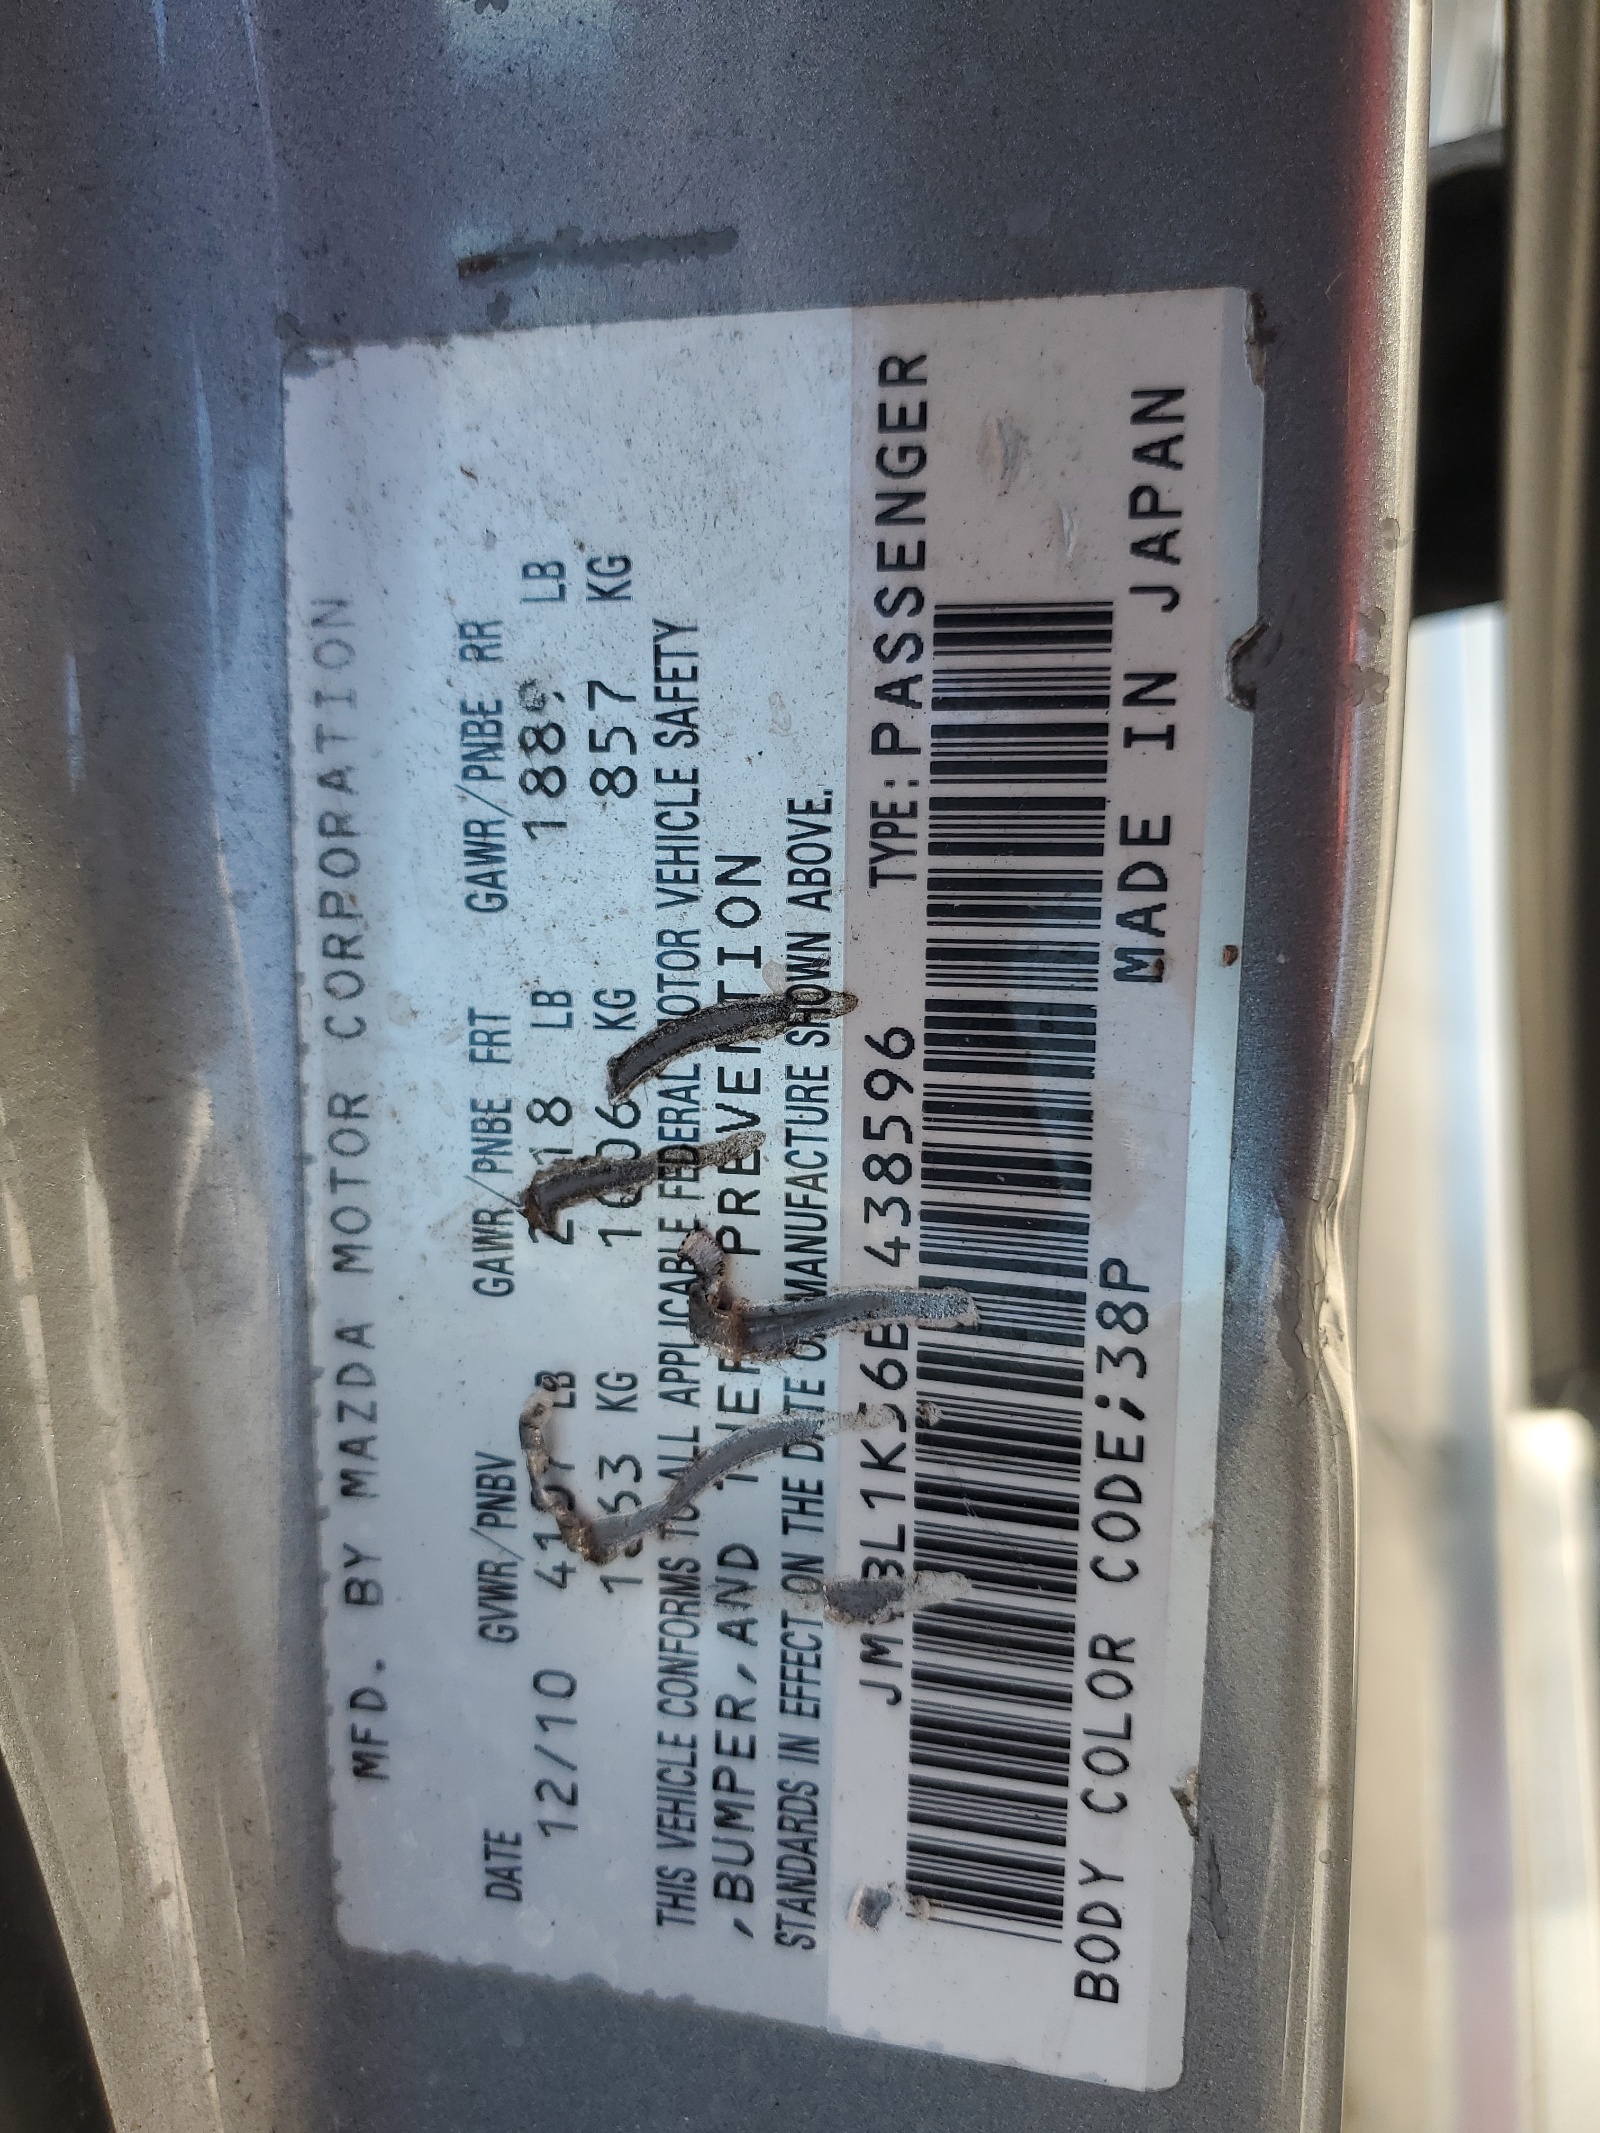 MFD. BY MAZDA MOTOR CORPORATION
DATE GVWR/PNBV GAWR/PNBE FRT GAWR/PNBE RR
12/10 LB LB 1889 LB
KG KG 857 KG
THIS VEHICLE CONFORMS TO ALL APPLICABLE FEDERAL MOTOR VEHICLE SAFETY
,BUMPER,AND THEFT PREVENTION
STANDARDS IN EFFECT ON THE DATE OF MANUFACTURE SHOWN ABOVE.
438596 TYPE:PASSENGER
BODY COLOR CODE;38P MADE IN JAPAN